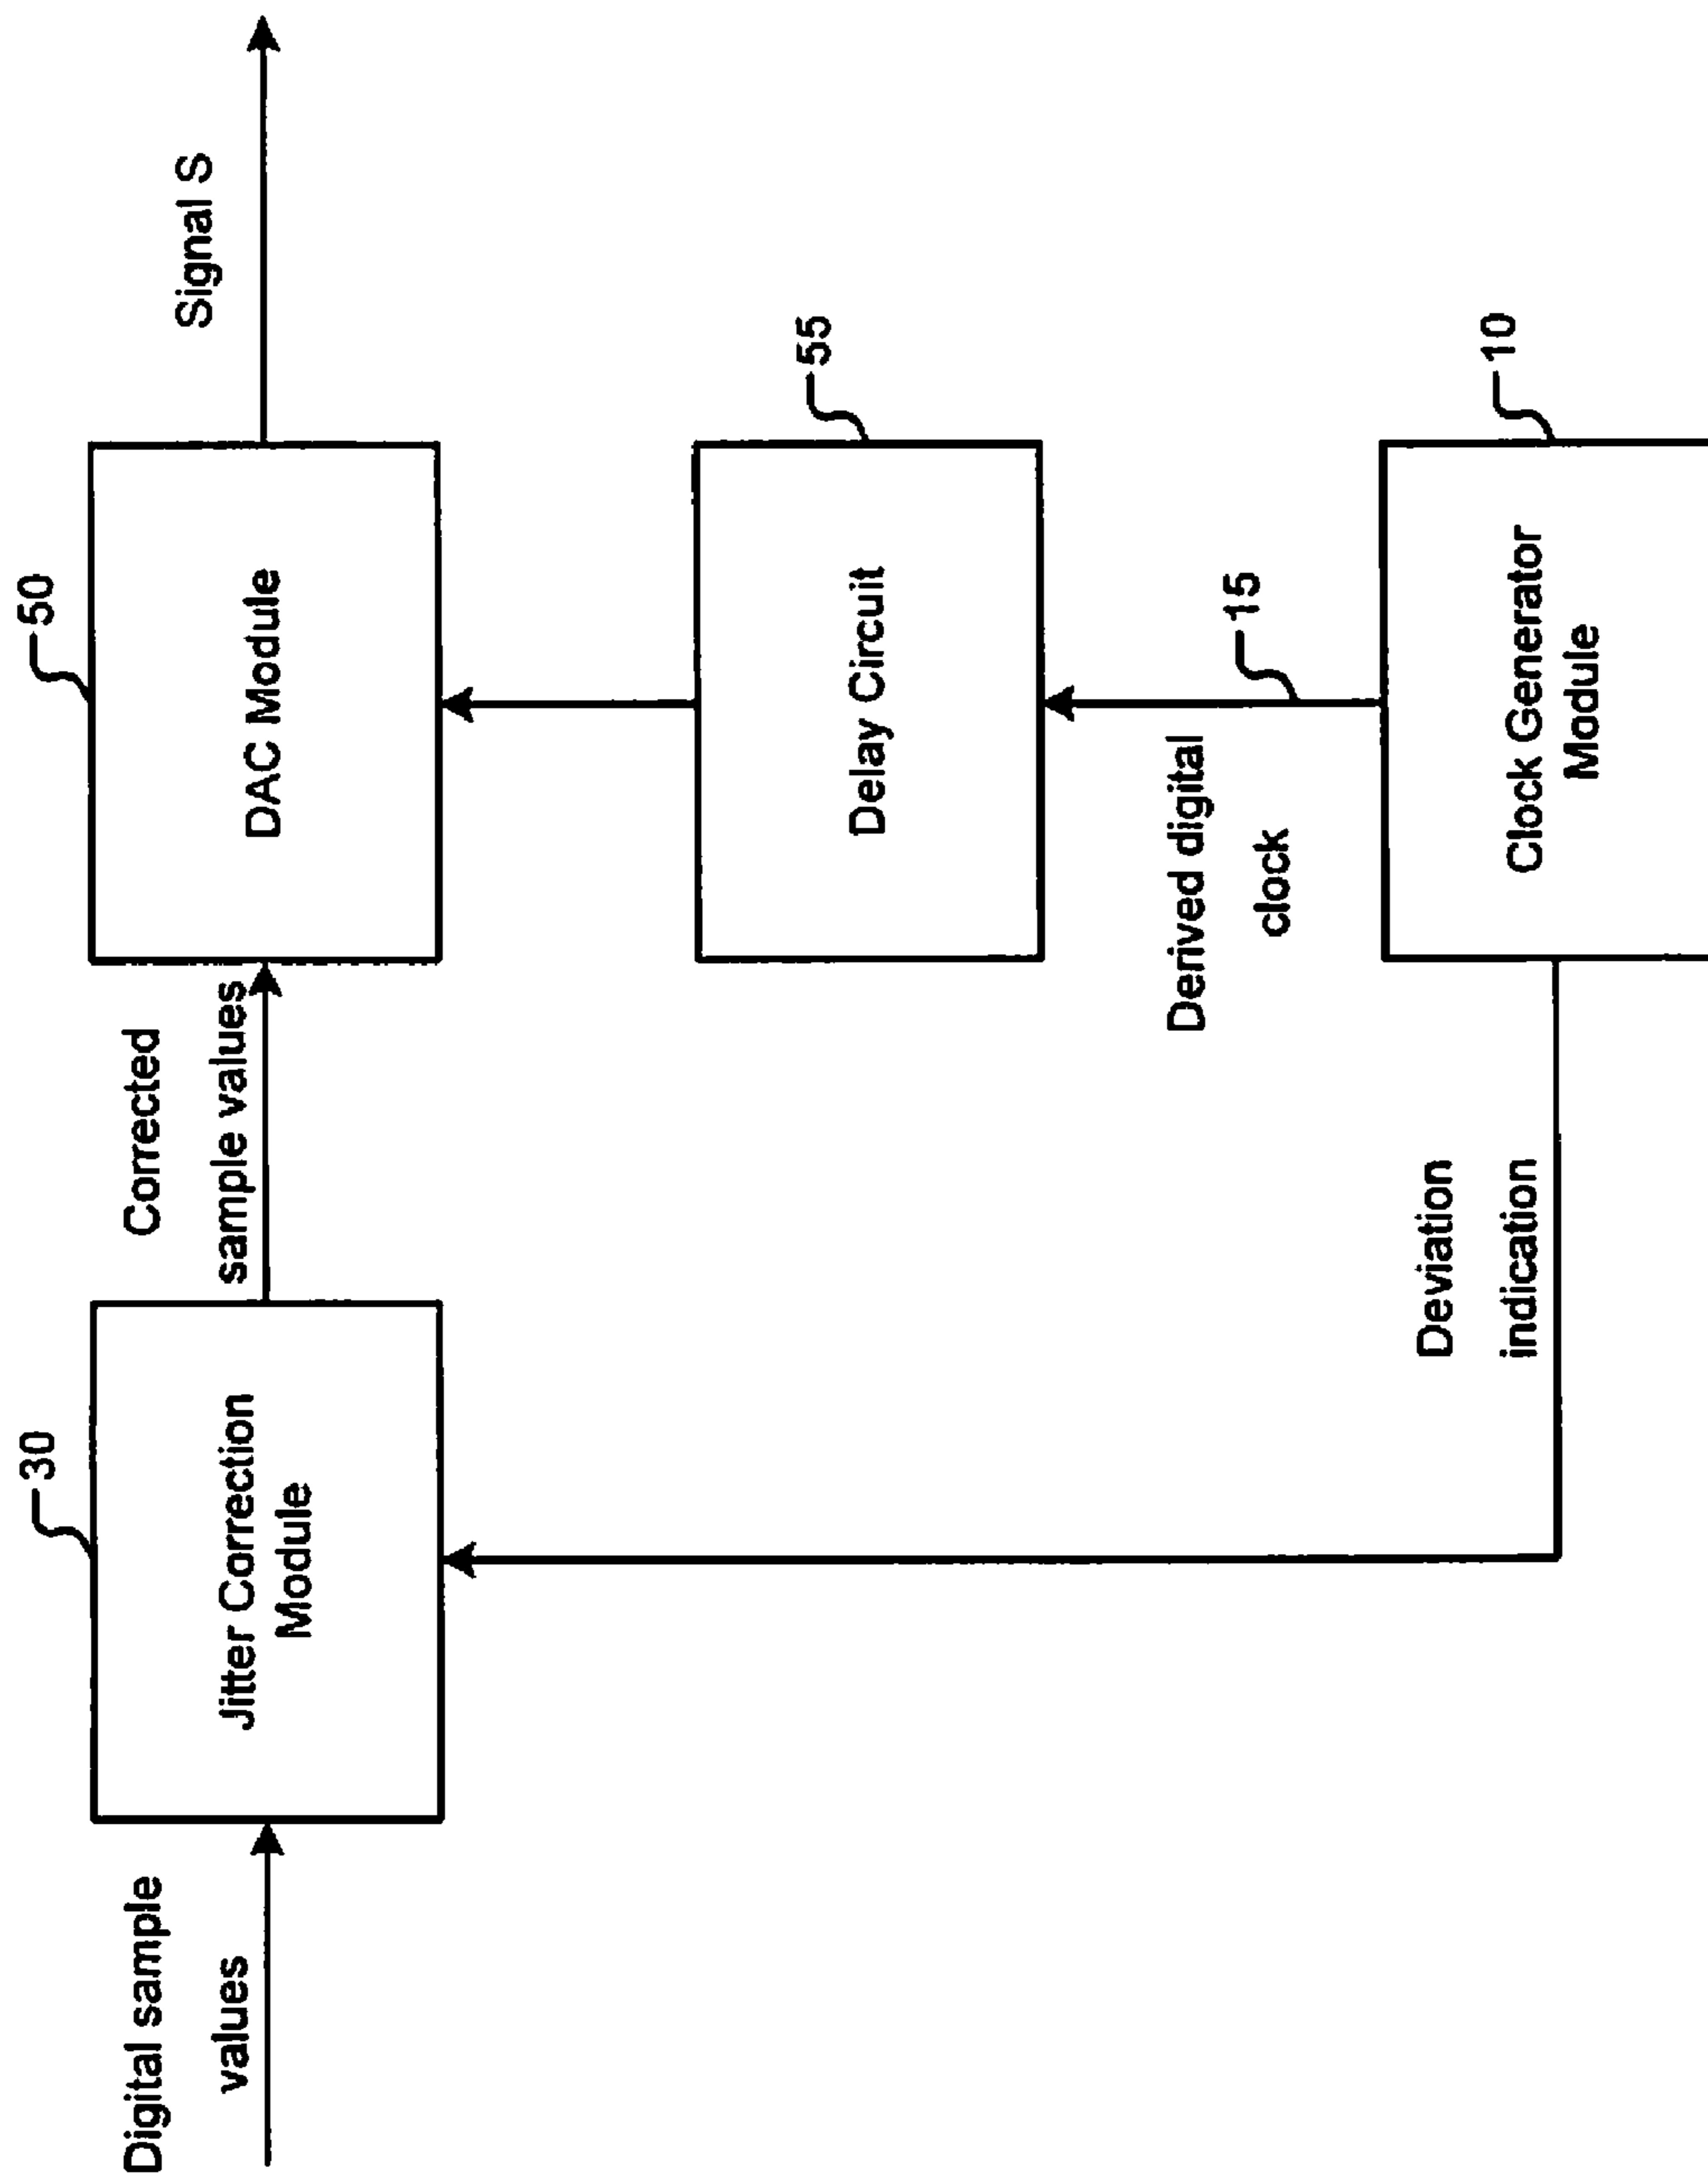 Digital sample
values
30
Jitter Correction
Module
Corrected
sample values
50
DAC Module
Signal S
55
Delay Circuit
Derived digital
clock
15
Deviation
indication
10
Clock Generator
Module